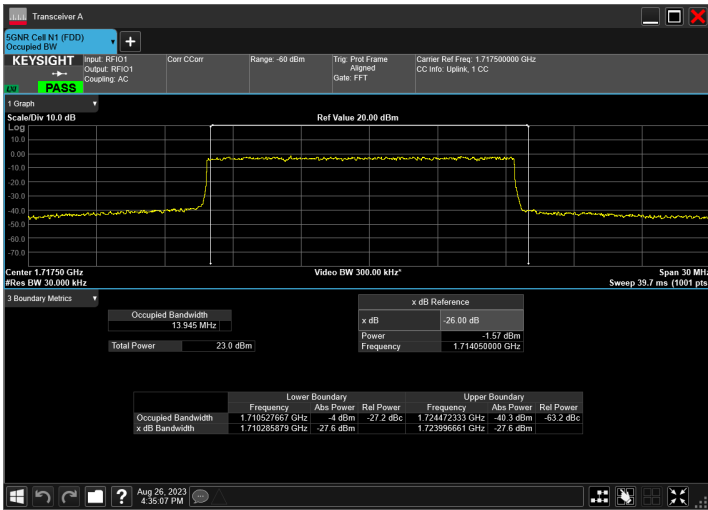 Transceiver A
5GNR Cell N1 (FDD)
Occupied BW
KEYSIGHT
LXI
PASS
Input: RFIO1
Output: RFIO1
Coupling: AC
Corr CCorr
Range: -60 dBm
Trig: Prot Frame
Aligned
Gate: FFT
Carrier Ref Freq: 1.717500000 GHz
CC Info: Uplink, 1 CC
1 Graph
Scale/Div 10.0 dB
Ref Value 20.00 dBm
Log
10.0
0.00
-10.0
-20.0
-30.0
-40.0
-50.0
-60.0
-70.0
Center 1.71750 GHz
Video BW 300.00 kHz*
Span 30 MHz
#Res BW 30.000 kHz
Sweep 39.7 ms (1001 pts
3 Boundary Metrics
Occupied Bandwidth
13.945 MHz
Total Power 23.0 dBm
x dB Reference
x dB -26.00 dB
Power -1.57 dBm
Frequency 1.714050000 GHz
Lower Boundary Upper Boundary
Frequency Abs Power Rel Power Frequency Abs Power Rel Power
Occupied Bandwidth 1.710527667 GHz -4 dBm -27.2 dBc 1.724472333 GHz -40.3 dBm -63.2 dBc
x dB Bandwidth 1.710285879 GHz -27.6 dBm 1.723996661 GHz -27.6 dBm
?
Aug 26, 2023
4:35:07 PM